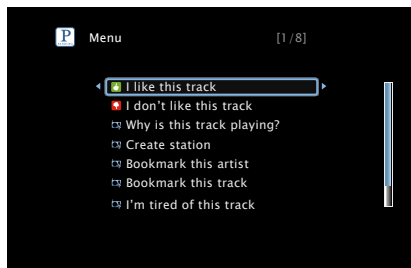 P
Menu [1/8]
I like this track
I don't like this track
Why is this track playing?
Create station
Bookmark this artist
Bookmark this track
I'm tired of this track